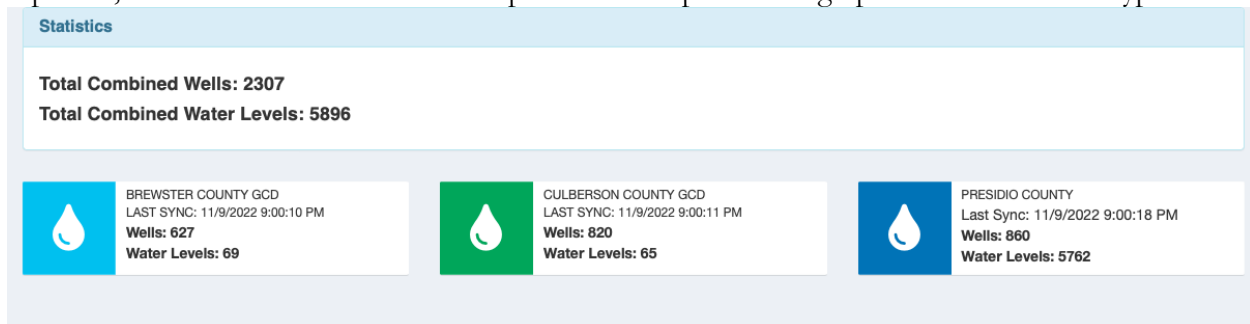 Statistics
Total Combined Wells: 2307
Total Combined Water Levels: 5896
BREWSTER COUNTY GCD
LAST SYNC: 11/9/2022 9:00:10 PM
Wells: 627
Water Levels: 69
CULBERSON COUNTY GCD
LAST SYNC: 11/9/2022 9:00:11 PM
Wells: 820
Water Levels: 65
PRESIDIO COUNTY
Last Sync: 11/9/2022 9:00:18 PM
Wells: 860
Water Levels: 5762